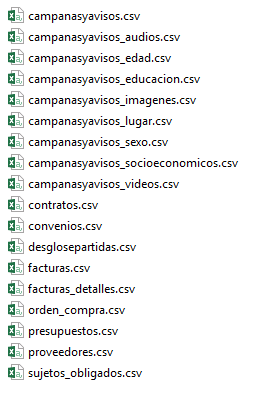 campanasyavisos.csv
campanasyavisos_audios.csv
campanasyavisos_edad.csv
campanasyavisos_educacion.csv
campanasyavisos_imagenes.csv
campanasyavisos_lugar.csv
campanasyavisos_sexo.csv
campanasyavisos_socioeconomicos.csv
campanasyavisos_videos.csv
contratos.csv
convenios.csv
desglosepartidas.csv
facturas.csv
facturas_detalles.csv
orden_compra.csv
presupuestos.csv
proveedores.csv
sujetos_obligados.csv